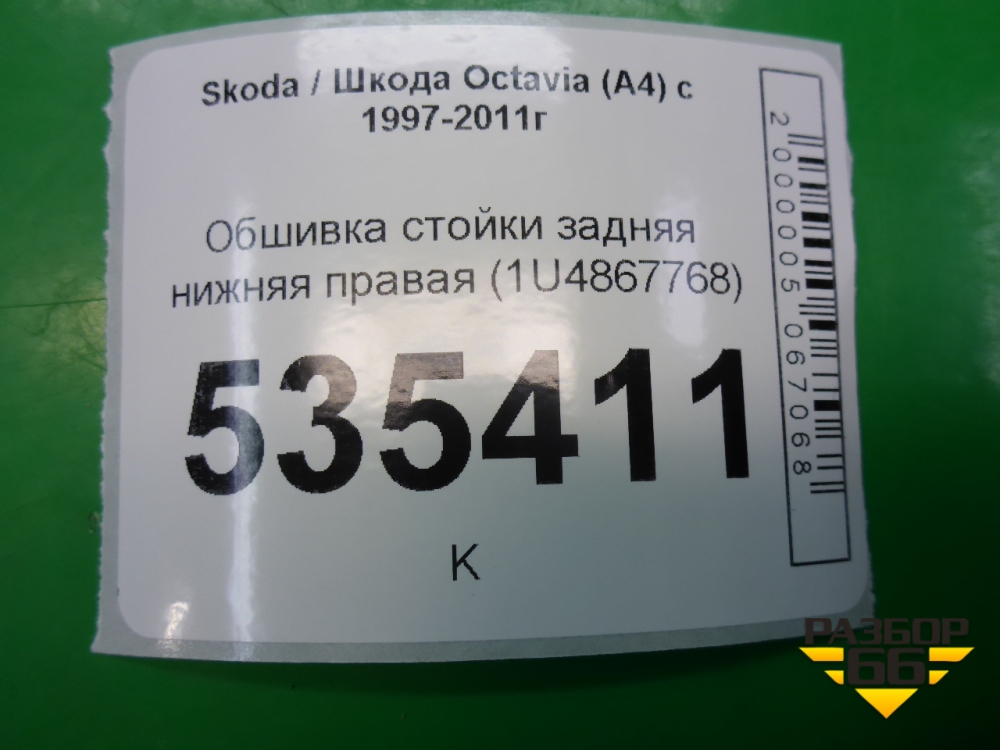 Skoda / Шкода Octavia (A4) с
1997-2011г
Обшивка стойки задняя
нижняя правая (1U4867768)
535411
К
2000005067068
РАЗБОР
66